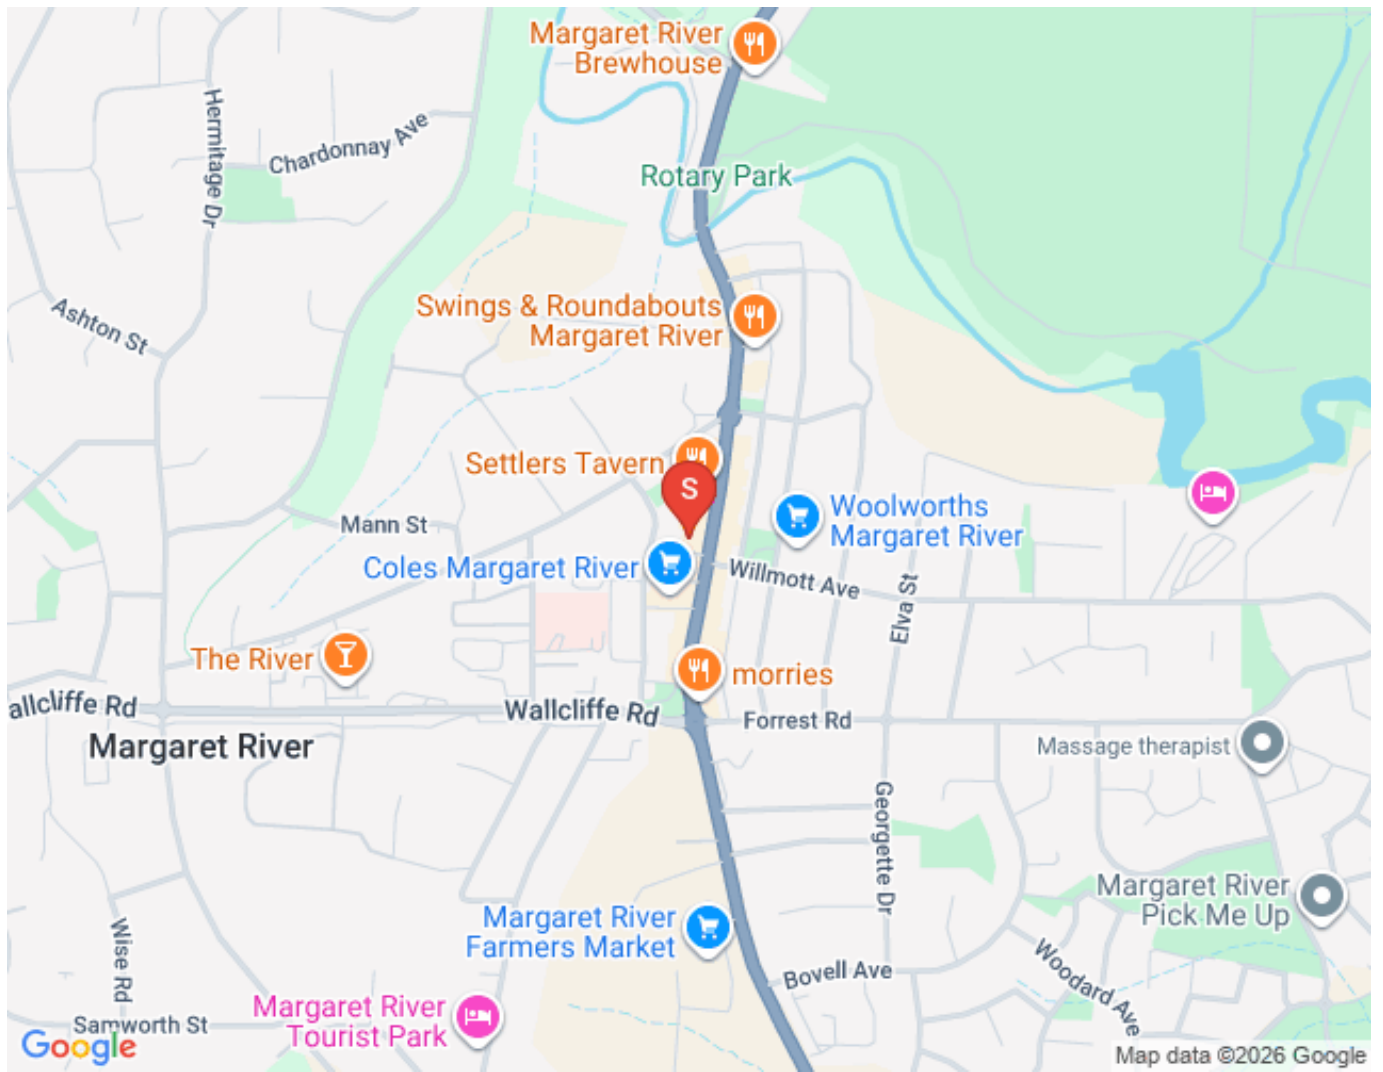 Margaret River
Brewhouse
Hermitage Dr
Chardonnay Ave
Rotary Park
Ashton St
Swings & Roundabouts
Margaret River
Settlers Tavern
S
Mann St
Woolworths
Margaret River
Coles Margaret River
Willmott Ave
Elva St
The River
morries
allcliffe Rd
Wallcliffe Rd
Forrest Rd
Margaret River
Massage therapist
Georgette Dr
Margaret River
Pick Me Up
Margaret River
Farmers Market
Wise Rd
Bovell Ave
Woodard Ave
Margaret River
Tourist Park
Samworth St
Google
Map data ©2026 Google